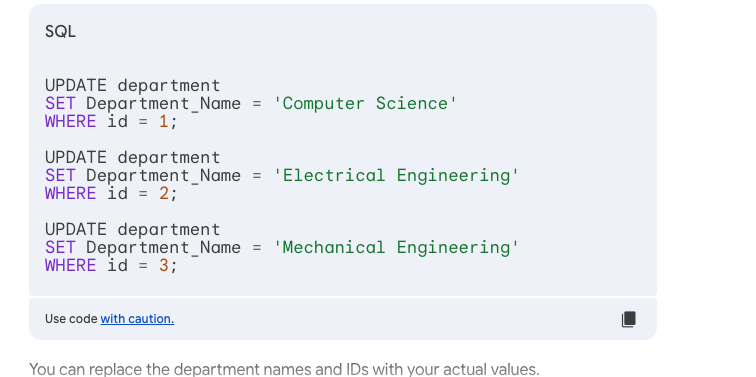 SQL
UPDATE department
SET Department_Name = 'Computer Science'
WHERE id = 1;
UPDATE department
SET Department_Name = 'Electrical Engineering'
WHERE id = 2;
UPDATE department
SET Department_Name = 'Mechanical Engineering'
WHERE id = 3;
Use code with caution.
You can replace the department names and IDs with your actual values.